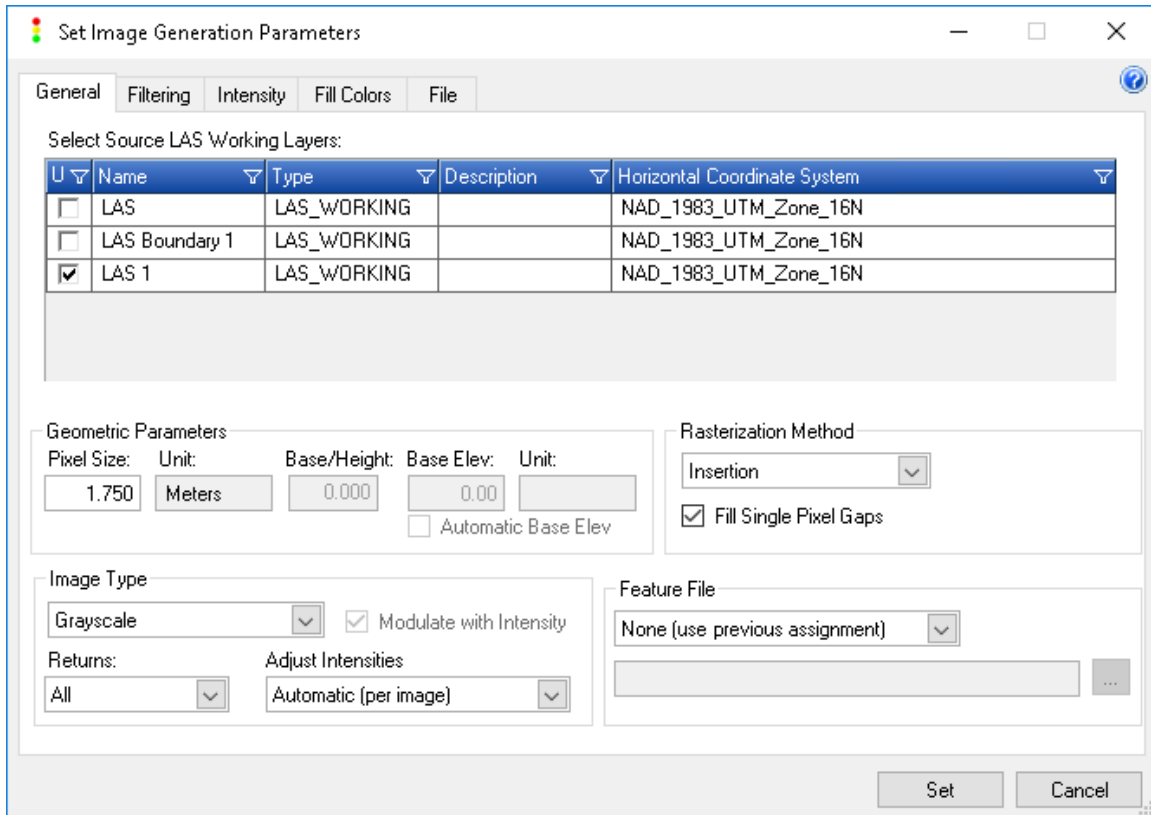 Set Image Generation Parameters
General Filtering Intensity Fill Colors File
Select Source LAS Working Layers:
U Name Type Description Horizontal Coordinate System
LAS LAS_WORKING NAD_1983_UTM_Zone_16N
LAS Boundary 1 LAS_WORKING NAD_1983_UTM_Zone_16N
LAS 1 LAS_WORKING NAD_1983_UTM_Zone_16N
Geometric Parameters
Pixel Size: Unit: Base/Height: Base Elev: Unit:
1.750 Meters 0.000 0.00
Automatic Base Elev
Rasterization Method
Insertion
Fill Single Pixel Gaps
Image Type
Grayscale Modulate with Intensity
Returns: Adjust Intensities
All Automatic (per image)
Feature File
None (use previous assignment)
...
Set Cancel